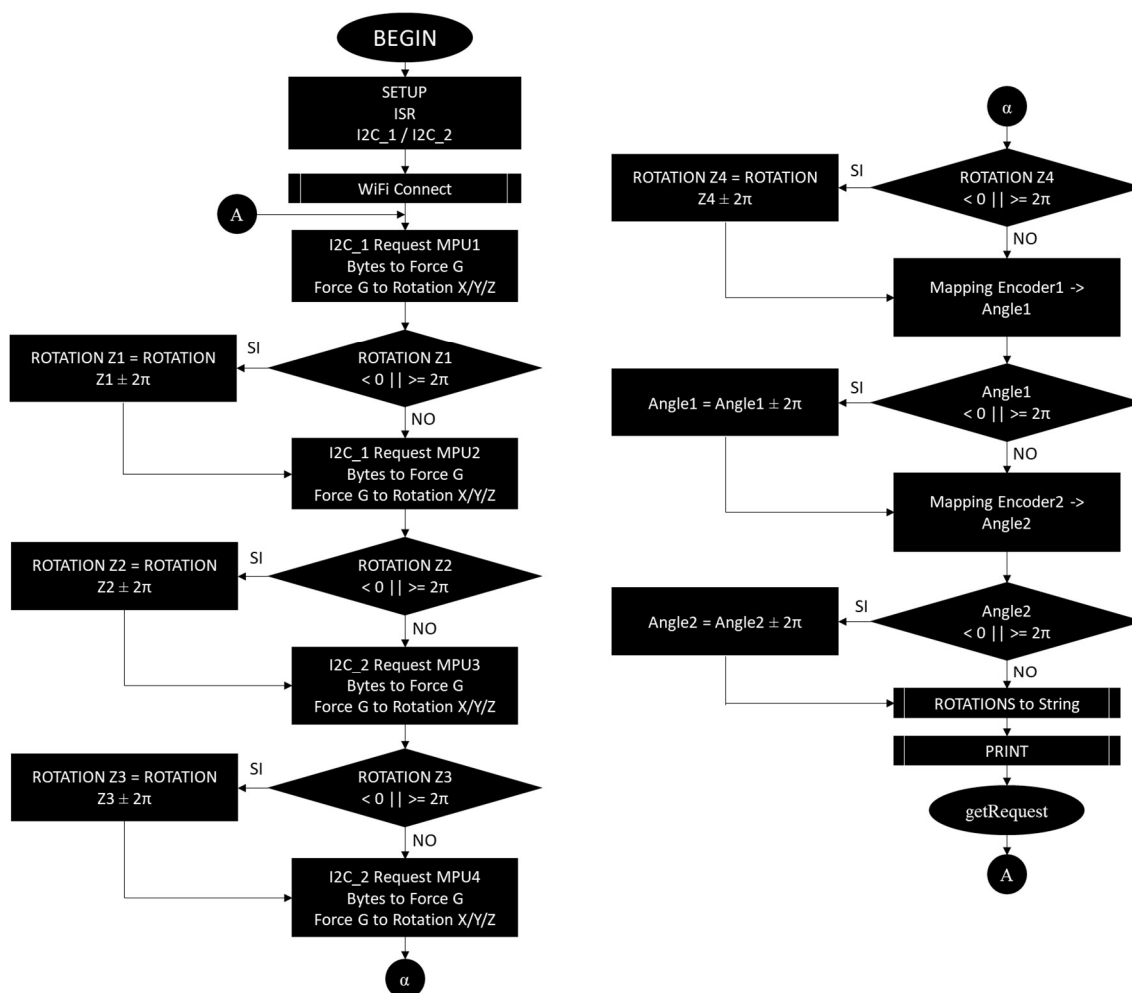 BEGIN
SETUP
ISR
I2C_1 / I2C_2
WiFi Connect
A
I2C_1 Request MPU1
Bytes to Force G
Force G to Rotation X/Y/Z
ROTATION Z1
< 0 || >= 2π
SI
ROTATION Z1 = ROTATION
Z1 ± 2π
NO
I2C_1 Request MPU2
Bytes to Force G
Force G to Rotation X/Y/Z
ROTATION Z2
< 0 || >= 2π
SI
ROTATION Z2 = ROTATION
Z2 ± 2π
NO
I2C_2 Request MPU3
Bytes to Force G
Force G to Rotation X/Y/Z
ROTATION Z3
< 0 || >= 2π
SI
ROTATION Z3 = ROTATION
Z3 ± 2π
NO
I2C_2 Request MPU4
Bytes to Force G
Force G to Rotation X/Y/Z
α
α
ROTATION Z4
< 0 || >= 2π
SI
ROTATION Z4 = ROTATION
Z4 ± 2π
NO
Mapping Encoder1 ->
Angle1
Angle1
< 0 || >= 2π
SI
Angle1 = Angle1 ± 2π
NO
Mapping Encoder2 ->
Angle2
Angle2
< 0 || >= 2π
SI
Angle2 = Angle2 ± 2π
NO
ROTATIONS to String
PRINT
getRequest
A